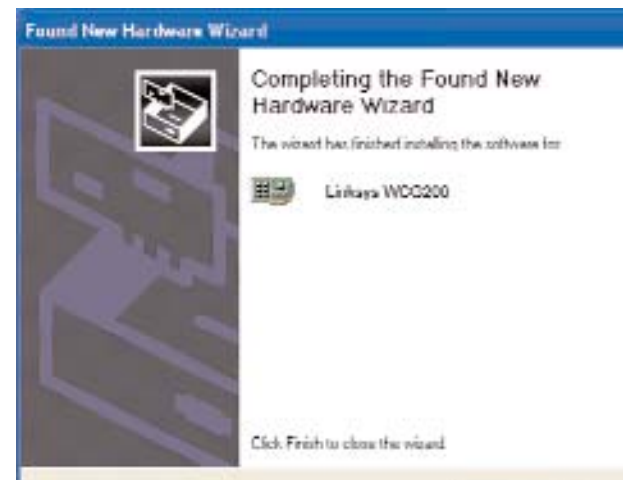 Found New Hardware Wizard
Completing the Found New
Hardware Wizard
The wizard has finished installing the software for:
Linksys WCG200
Click Finish to close the wizard.